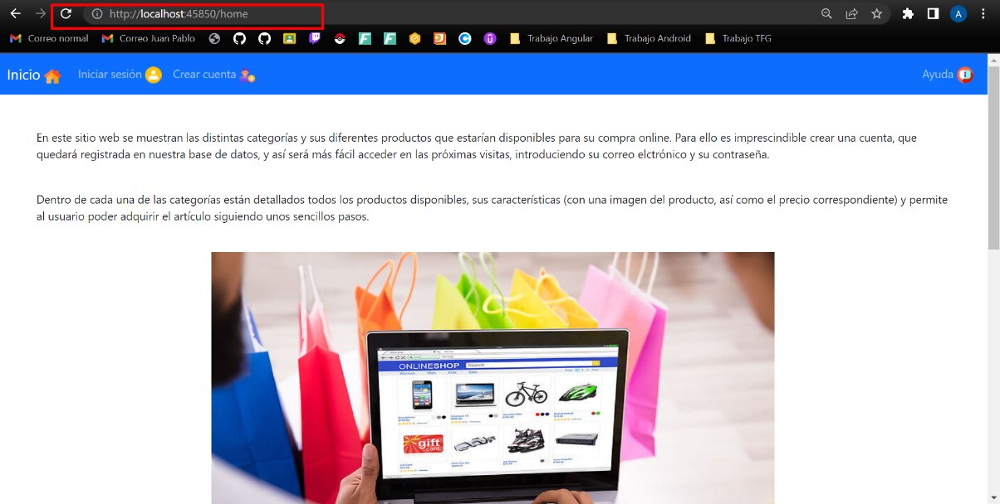 http://localhost:45850/home
A
Correo normal
Correo Juan Pablo
Trabajo Angular
Trabajo Android
Trabajo TFG
Inicio
Iniciar sesión
Crear cuenta
Ayuda
En este sitio web se muestran las distintas categorías y sus diferentes productos que estarían disponibles para su compra online. Para ello es imprescindible crear una cuenta, que
quedará registrada en nuestra base de datos, y así será más fácil acceder en las próximas visitas, introduciendo su correo elctrónico y su contraseña.
Dentro de cada una de las categorías están detallados todos los productos disponibles, sus características (con una imagen del producto, así como el precio correspondiente) y permite
al usuario poder adquirir el artículo siguiendo unos sencillos pasos.
ONLINESHOP
Search
Women Men Kids Sale
gift
card